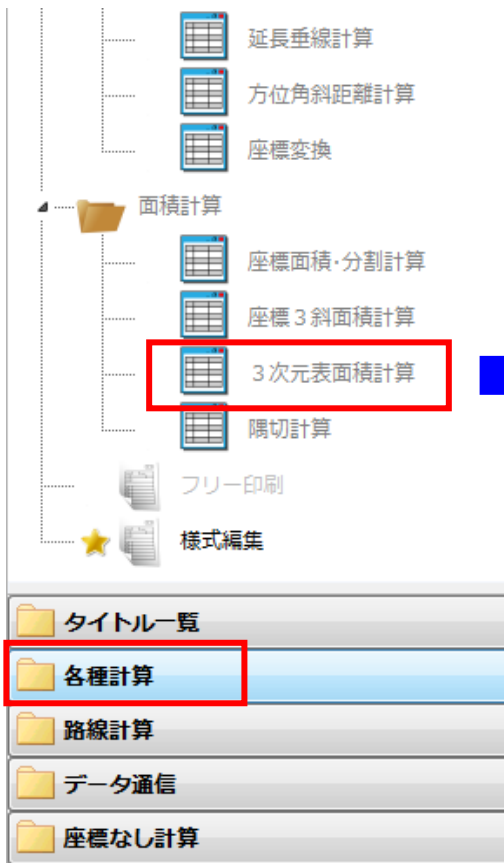 延長垂線計算
方位角斜距離計算
座標変換
面積計算
座標面積・分割計算
座標３斜面積計算
３次元表面積計算
隅切計算
フリー印刷
様式編集
タイトル一覧
各種計算
路線計算
データ通信
座標なし計算